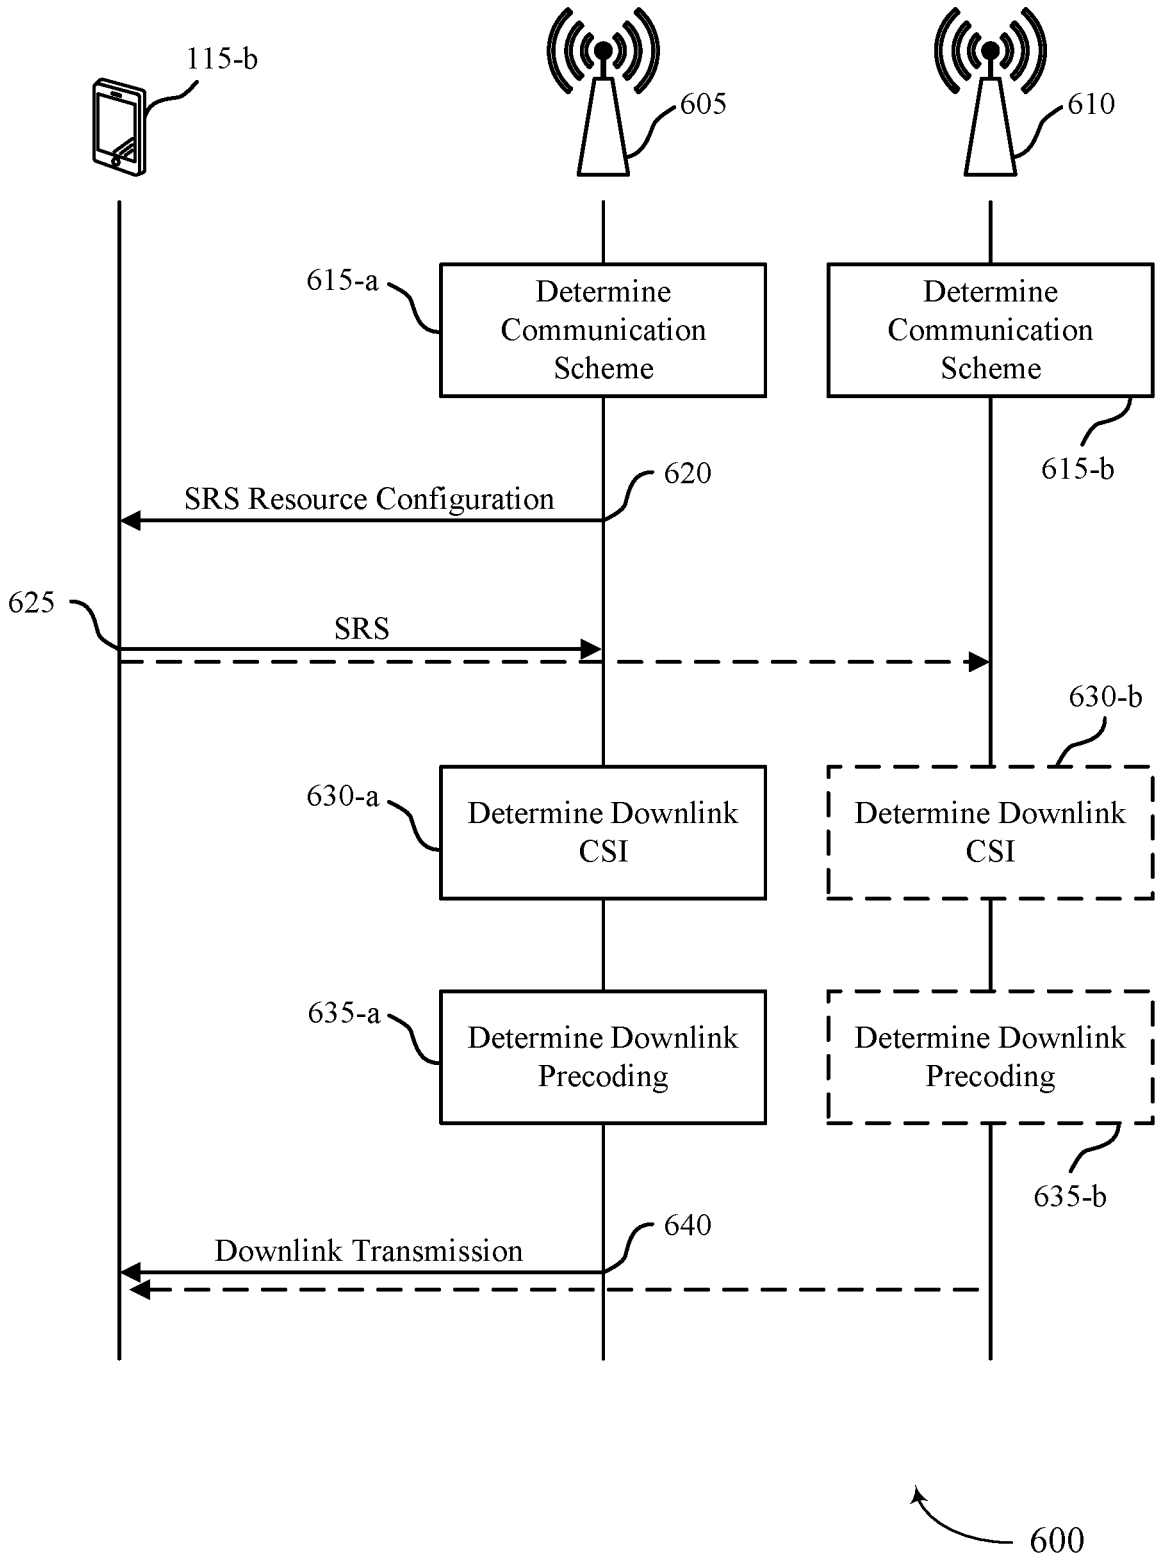 115-b
605
610
615-a
Determine
Communication
Scheme
Determine
Communication
Scheme
615-b
620
SRS Resource Configuration
625
SRS
630-b
630-a
Determine Downlink
CSI
Determine Downlink
CSI
635-a
Determine Downlink
Precoding
Determine Downlink
Precoding
635-b
640
Downlink Transmission
600